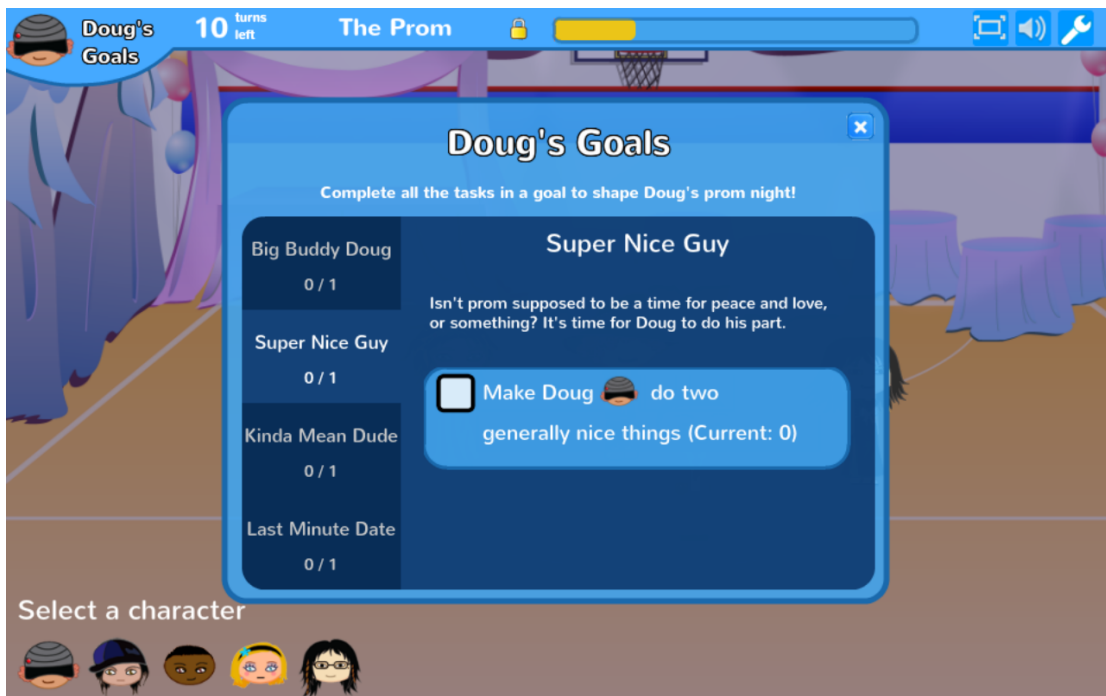 Doug's
Goals
10 turns
left
The Prom
Doug's Goals
Complete all the tasks in a goal to shape Doug's prom night!
Big Buddy Doug
0 / 1
Super Nice Guy
0 / 1
Kinda Mean Dude
0 / 1
Last Minute Date
0 / 1
Super Nice Guy
Isn't prom supposed to be a time for peace and love,
or something? It's time for Doug to do his part.
Make Doug do two
generally nice things (Current: 0)
Select a character